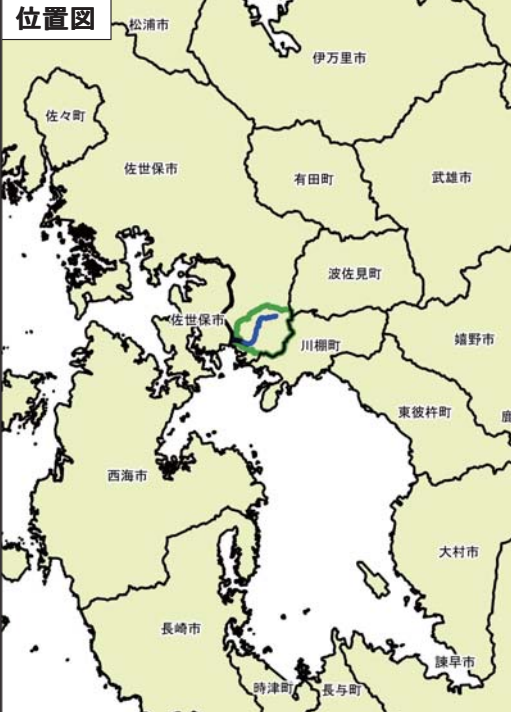 位置図
松浦市
伊万里市
佐々町
佐世保市
有田町
武雄市
波佐見町
佐世保市
川棚町
嬉野市
東彼杵町
西海市
大村市
長崎市
諫早市
時津町
長与町